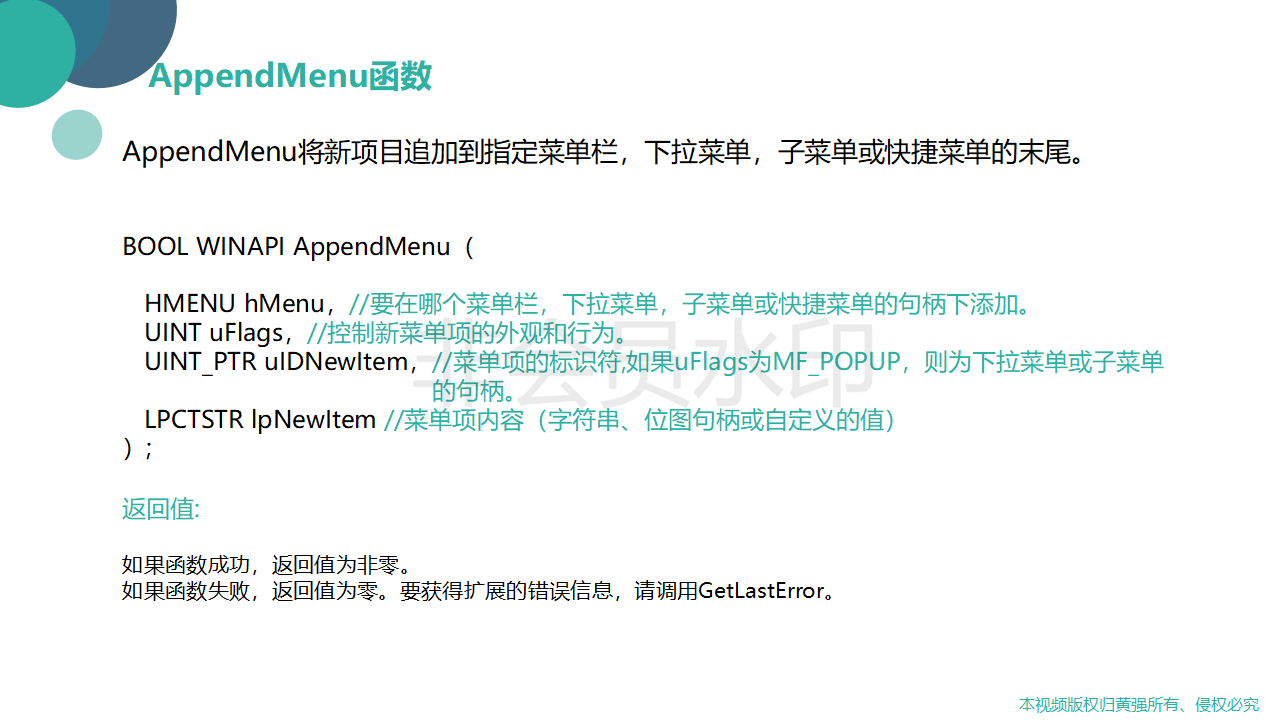 AppendMenu函数
AppendMenu将新项目追加到指定菜单栏，下拉菜单，子菜单或快捷菜单的末尾。
BOOL WINAPI AppendMenu（
HMENU hMenu，//要在哪个菜单栏，下拉菜单，子菜单或快捷菜单的句柄下添加。
UINT uFlags，//控制新菜单项的外观和行为。
UINT_PTR uIDNewItem，//菜单项的标识符,如果uFlags为MF_POPUP，则为下拉菜单或子菜单
的句柄。
LPCTSTR lpNewItem //菜单项内容（字符串、位图句柄或自定义的值）
）;
非会员水印
返回值:
如果函数成功，返回值为非零。
如果函数失败，返回值为零。要获得扩展的错误信息，请调用GetLastError。
本视频版权归黄强所有、侵权必究